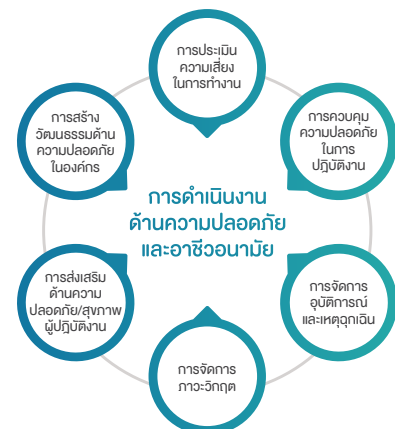 การประเมิน
ความเสี่ยง
ในการทำงาน
การควบคุม
ความปลอดภัย
ในการ
ปฏิบัติงาน
การจัดการ
อุบัติการณ์
และเหตุฉุกเฉิน
การจัดการ
ภาวะวิกฤต
การส่งเสริม
ด้านความ
ปลอดภัย/สุขภาพ
ผู้ปฏิบัติงาน
การสร้าง
วัฒนธรรมด้าน
ความปลอดภัย
ในองค์กร
การดำเนินงาน
ด้านความปลอดภัย
และอาชีวอนามัย